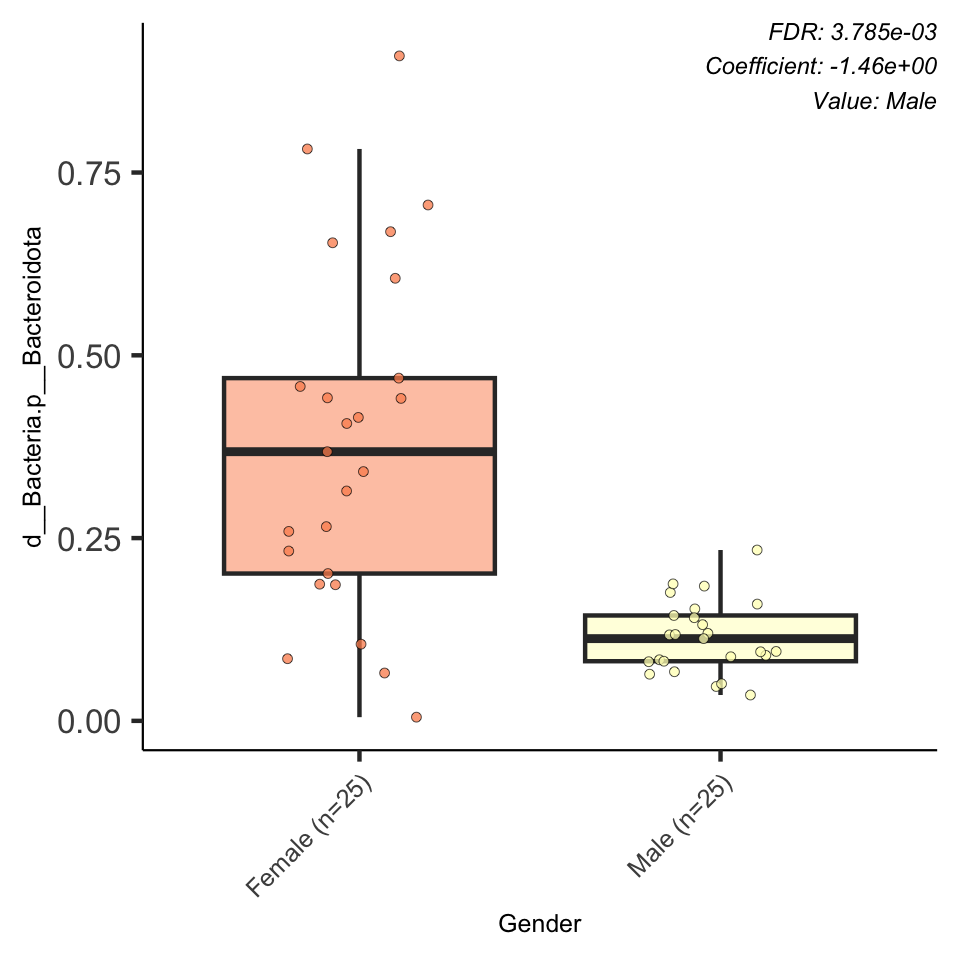 FDR: 3.785e-03
Coefficient: -1.46e+00
Value: Male
d__Bacteria.p__Bacteroidota
0.75
0.50
0.25
0.00
Female (n=25)
Male (n=25)
Gender